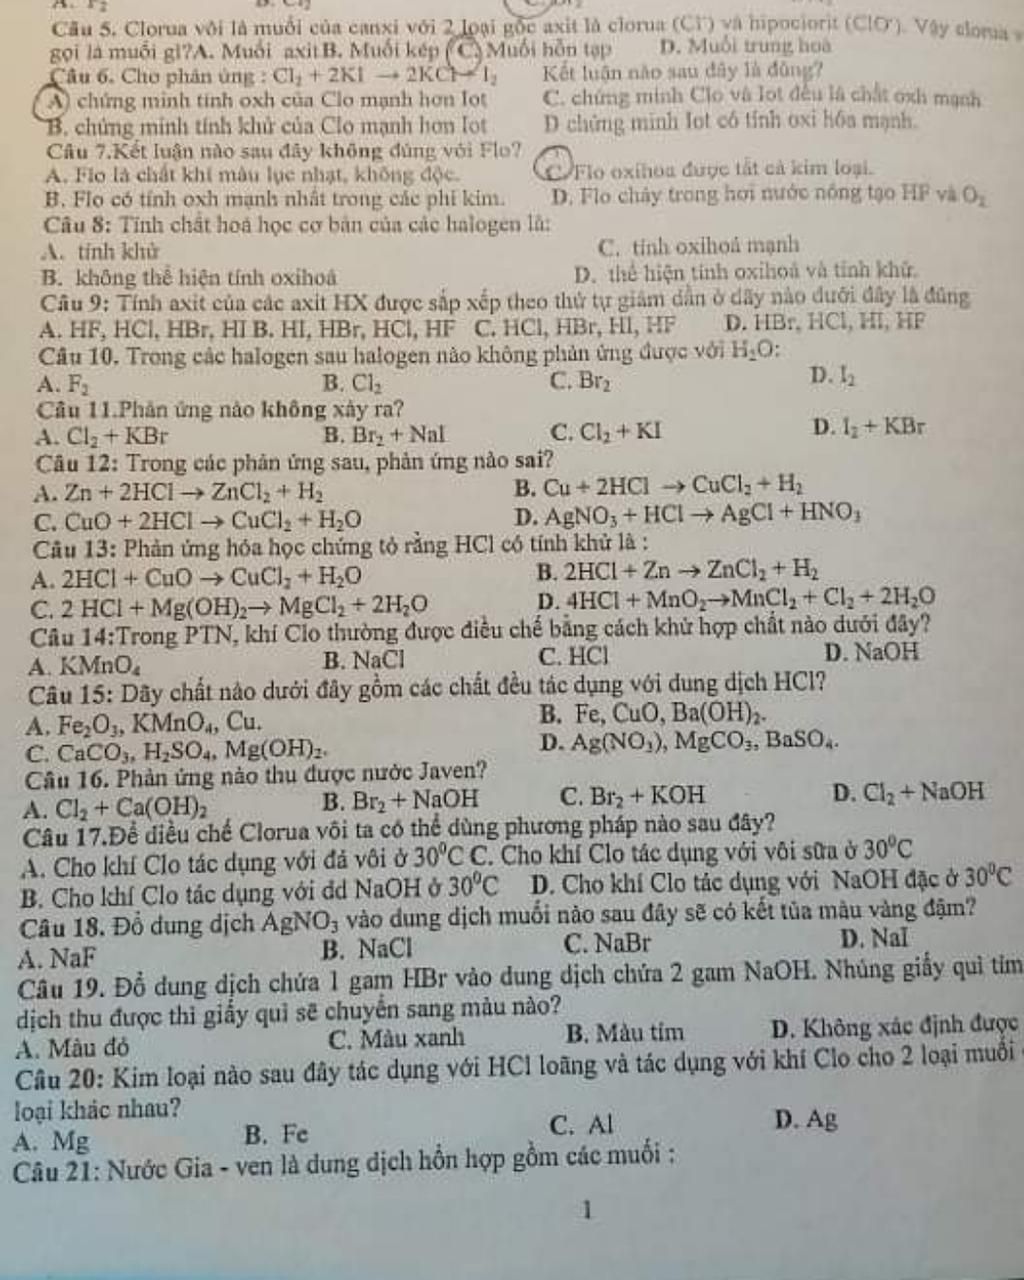 A. F₂ B. Cl₂
Câu 5. Clorua vôi là muối của canxi với 2 loại gốc axit là clorua (Cl⁻) và hipoclorit (ClO⁻). Vậy clorua
gọi là muối gì?A. Muối axit B. Muối kép C. Muối hỗn tạp D. Muối trung hoà
Câu 6. Cho phản ứng : Cl₂ + 2KI → 2KCl + I₂ Kết luận nào sau đây là đúng?
A. chứng minh tính oxh của Clo mạnh hơn Iot C. chứng minh Clo và Iot đều là chất oxh mạnh
B. chứng minh tính khử của Clo mạnh hơn Iot D chứng minh Iot có tính oxi hóa mạnh.
Câu 7.Kết luận nào sau đây không đúng với Flo?
A. Flo là chất khí màu lục nhạt, không độc. C. Flo oxihoa được tất cả kim loại.
B. Flo có tính oxh mạnh nhất trong các phi kim. D. Flo cháy trong hơi nước nóng tạo HF và O₂
Câu 8: Tính chất hoá học cơ bản của các halogen là:
A. tính khử C. tính oxihoá mạnh
B. không thể hiện tính oxihoá D. thể hiện tính oxihoá và tính khử.
Câu 9: Tính axit của các axit HX được sắp xếp theo thứ tự giảm dần ở dãy nào dưới đây là đúng
A. HF, HCl, HBr, HI B. HI, HBr, HCl, HF C. HCl, HBr, HI, HF D. HBr, HCl, HI, HF
Câu 10. Trong các halogen sau halogen nào không phản ứng được với H₂O:
A. F₂ B. Cl₂ C. Br₂ D. I₂
Câu 11.Phản ứng nào không xảy ra?
A. Cl₂ + KBr B. Br₂ + NaI C. Cl₂ + KI D. I₂ + KBr
Câu 12: Trong các phản ứng sau, phản ứng nào sai?
A. Zn + 2HCl → ZnCl₂ + H₂ B. Cu + 2HCl → CuCl₂ + H₂
C. CuO + 2HCl → CuCl₂ + H₂O D. AgNO₃ + HCl → AgCl + HNO₃
Câu 13: Phản ứng hóa học chứng tỏ rằng HCl có tính khử là :
A. 2HCl + CuO → CuCl₂ + H₂O B. 2HCl + Zn → ZnCl₂ + H₂
C. 2 HCl + Mg(OH)₂→ MgCl₂ + 2H₂O D. 4HCl + MnO₂→MnCl₂ + Cl₂ + 2H₂O
Câu 14:Trong PTN, khí Clo thường được điều chế bằng cách khử hợp chất nào dưới đây?
A. KMnO₄ B. NaCl C. HCl D. NaOH
Câu 15: Dãy chất nào dưới đây gồm các chất đều tác dụng với dung dịch HCl?
A. Fe₂O₃, KMnO₄, Cu. B. Fe, CuO, Ba(OH)₂.
C. CaCO₃, H₂SO₄, Mg(OH)₂. D. Ag(NO₃), MgCO₃, BaSO₄.
Câu 16. Phản ứng nào thu được nước Javen?
A. Cl₂ + Ca(OH)₂ B. Br₂ + NaOH C. Br₂ + KOH D. Cl₂ + NaOH
Câu 17.Để điều chế Clorua vôi ta có thể dùng phương pháp nào sau đây?
A. Cho khí Clo tác dụng với đá vôi ở 30⁰C C. Cho khí Clo tác dụng với vôi sữa ở 30⁰C
B. Cho khí Clo tác dụng với dd NaOH ở 30⁰C D. Cho khí Clo tác dụng với NaOH đặc ở 30⁰C
Câu 18. Đổ dung dịch AgNO₃ vào dung dịch muối nào sau đây sẽ có kết tủa màu vàng đậm?
A. NaF B. NaCl C. NaBr D. NaI
Câu 19. Đổ dung dịch chứa 1 gam HBr vào dung dịch chứa 2 gam NaOH. Nhúng giấy quì tím
dịch thu được thì giấy quì sẽ chuyển sang màu nào?
A. Màu đỏ C. Màu xanh B. Màu tím D. Không xác định được
Câu 20: Kim loại nào sau đây tác dụng với HCl loãng và tác dụng với khí Clo cho 2 loại muối
loại khác nhau?
A. Mg B. Fe C. Al D. Ag
Câu 21: Nước Gia - ven là dung dịch hỗn hợp gồm các muối :
1